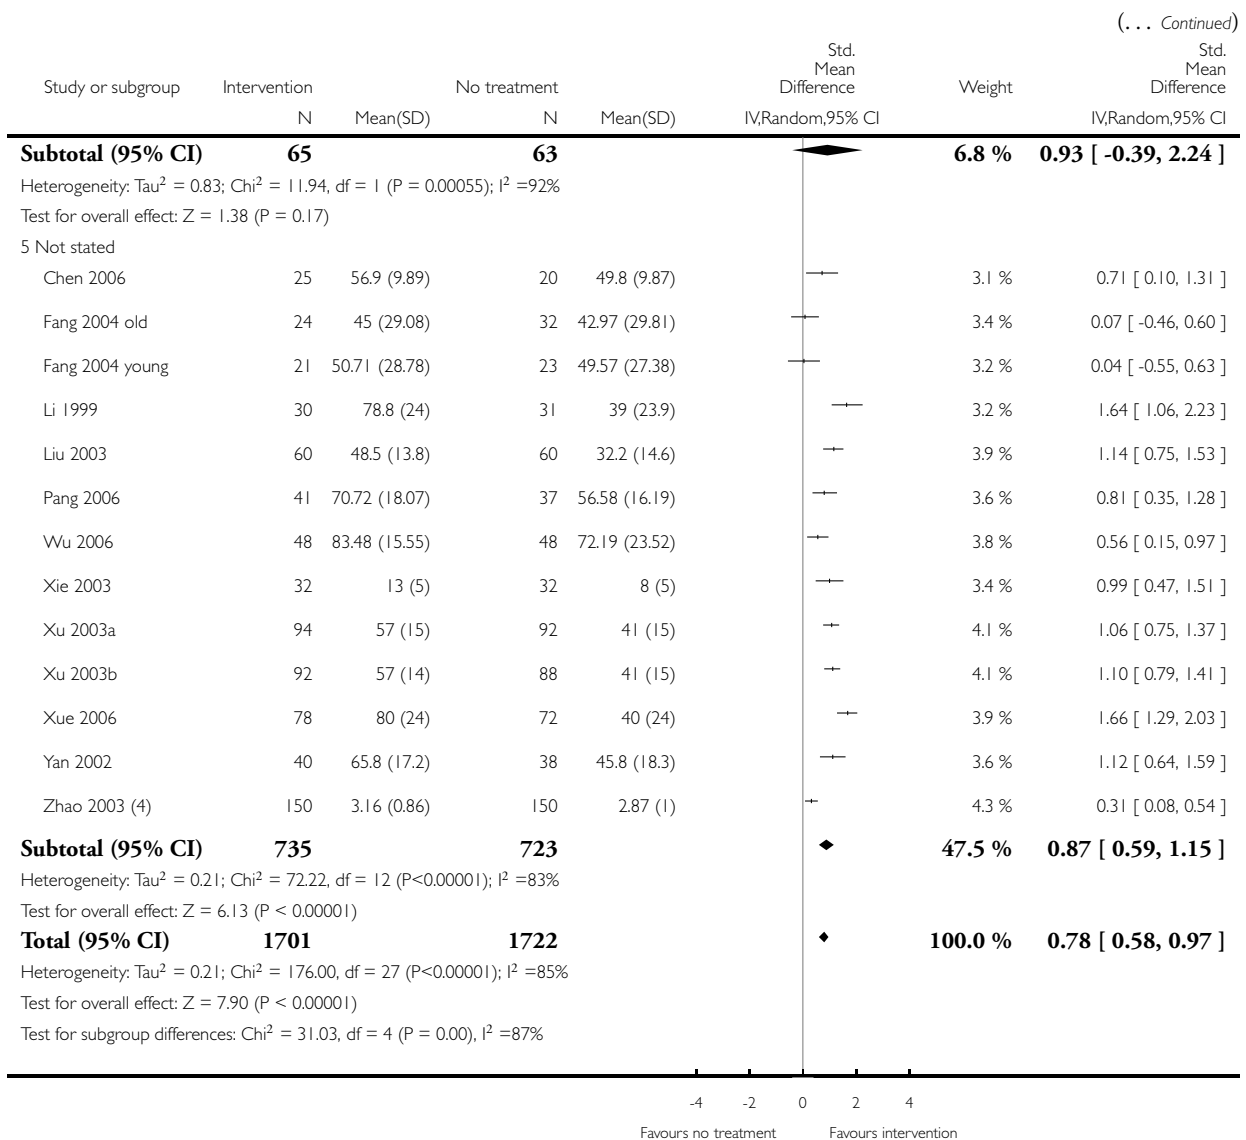 (... Continued)
Study or subgroup Intervention No treatment Std. Mean Difference Weight Std. Mean Difference
N Mean(SD) N Mean(SD) IV,Random,95% CI IV,Random,95% CI
Subtotal (95% CI) 65 63 6.8 % 0.93 [ -0.39, 2.24 ]
Heterogeneity: Tau² = 0.83; Chi² = 11.94, df = 1 (P = 0.00055); I² =92%
Test for overall effect: Z = 1.38 (P = 0.17)
5 Not stated
Chen 2006 25 56.9 (9.89) 20 49.8 (9.87) 3.1 % 0.71 [ 0.10, 1.31 ]
Fang 2004 old 24 45 (29.08) 32 42.97 (29.81) 3.4 % 0.07 [ -0.46, 0.60 ]
Fang 2004 young 21 50.71 (28.78) 23 49.57 (27.38) 3.2 % 0.04 [ -0.55, 0.63 ]
Li 1999 30 78.8 (24) 31 39 (23.9) 3.2 % 1.64 [ 1.06, 2.23 ]
Liu 2003 60 48.5 (13.8) 60 32.2 (14.6) 3.9 % 1.14 [ 0.75, 1.53 ]
Pang 2006 41 70.72 (18.07) 37 56.58 (16.19) 3.6 % 0.81 [ 0.35, 1.28 ]
Wu 2006 48 83.48 (15.55) 48 72.19 (23.52) 3.8 % 0.56 [ 0.15, 0.97 ]
Xie 2003 32 13 (5) 32 8 (5) 3.4 % 0.99 [ 0.47, 1.51 ]
Xu 2003a 94 57 (15) 92 41 (15) 4.1 % 1.06 [ 0.75, 1.37 ]
Xu 2003b 92 57 (14) 88 41 (15) 4.1 % 1.10 [ 0.79, 1.41 ]
Xue 2006 78 80 (24) 72 40 (24) 3.9 % 1.66 [ 1.29, 2.03 ]
Yan 2002 40 65.8 (17.2) 38 45.8 (18.3) 3.6 % 1.12 [ 0.64, 1.59 ]
Zhao 2003 (4) 150 3.16 (0.86) 150 2.87 (1) 4.3 % 0.31 [ 0.08, 0.54 ]
Subtotal (95% CI) 735 723 47.5 % 0.87 [ 0.59, 1.15 ]
Heterogeneity: Tau² = 0.21; Chi² = 72.22, df = 12 (P<0.00001); I² =83%
Test for overall effect: Z = 6.13 (P < 0.00001)
Total (95% CI) 1701 1722 100.0 % 0.78 [ 0.58, 0.97 ]
Heterogeneity: Tau² = 0.21; Chi² = 176.00, df = 27 (P<0.00001); I² =85%
Test for overall effect: Z = 7.90 (P < 0.00001)
Test for subgroup differences: Chi² = 31.03, df = 4 (P = 0.00), I² =87%
-4 -2 0 2 4
Favours no treatment Favours intervention